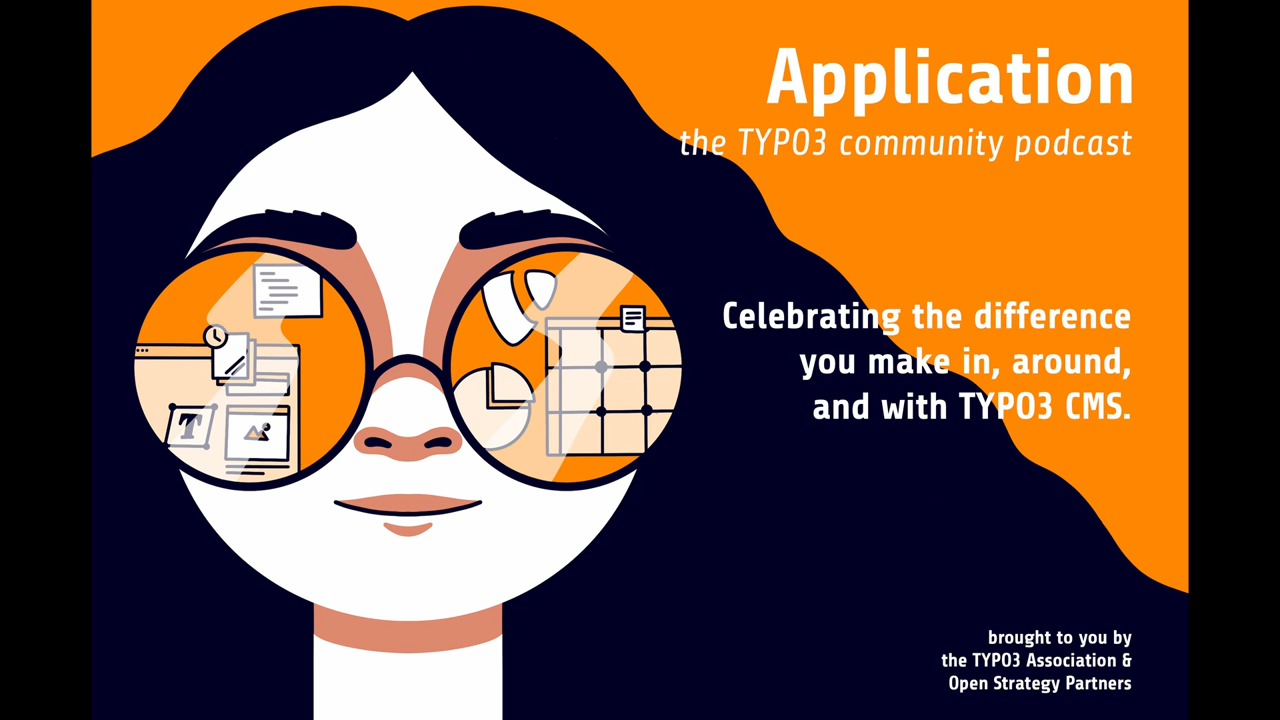 Application
the TYPO3 community podcast
Celebrating the difference
you make in, around,
and with TYPO3 CMS.
T
brought to you by
the TYPO3 Association &
Open Strategy Partners